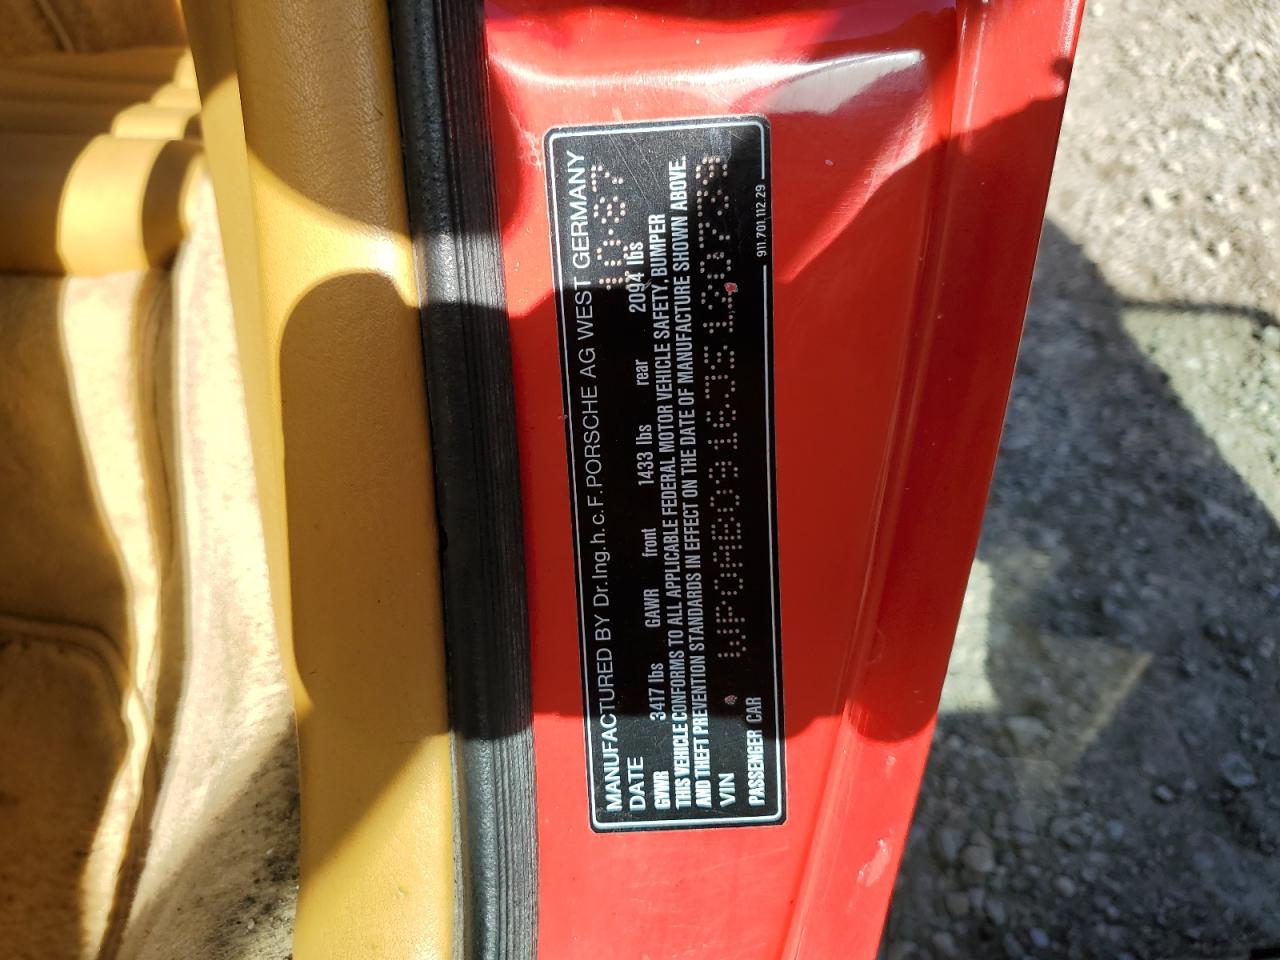 MANUFACTURED BY Dr.Ing.h.c.F. PORSCHE AG WEST GERMANY
DATE 10-87
GVWR 3417 lbs GAWR front 1433 lbs rear 2094 lbs
THIS VEHICLE CONFORMS TO ALL APPLICABLE FEDERAL MOTOR VEHICLE SAFETY, BUMPER
AND THEFT PREVENTION STANDARDS IN EFFECT ON THE DATE OF MANUFACTURE SHOWN ABOVE.
VIN WP0AB0916JS120739
PASSENGER CAR 911.701.112.29